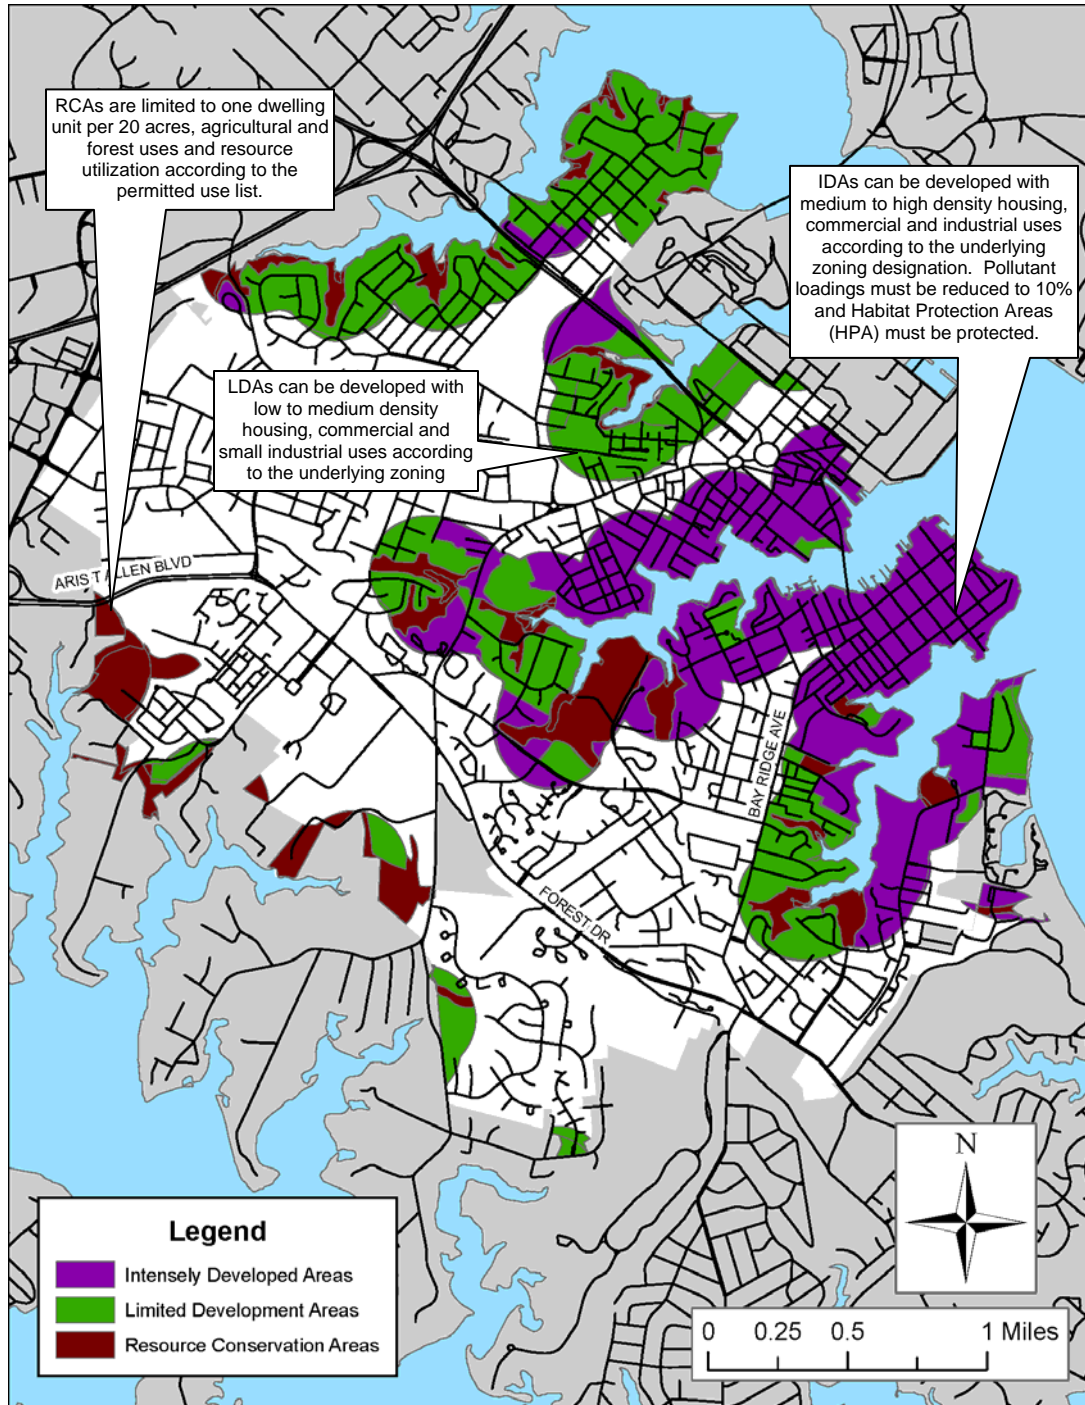 RCAs are limited to one dwelling
unit per 20 acres, agricultural and
forest uses and resource
utilization according to the
permitted use list.
IDAs can be developed with
medium to high density housing,
commercial and industrial uses
according to the underlying
zoning designation.  Pollutant
loadings must be reduced to 10%
and Habitat Protection Areas
(HPA) must be protected.
LDAs can be developed with
low to medium density
housing, commercial and
small industrial uses according
to the underlying zoning
ARIS T ALLEN BLVD
BAY RIDGE AVE
FOREST DR
N
Legend
Intensely Developed Areas
Limited Development Areas
Resource Conservation Areas
0 0.25 0.5 1 Miles